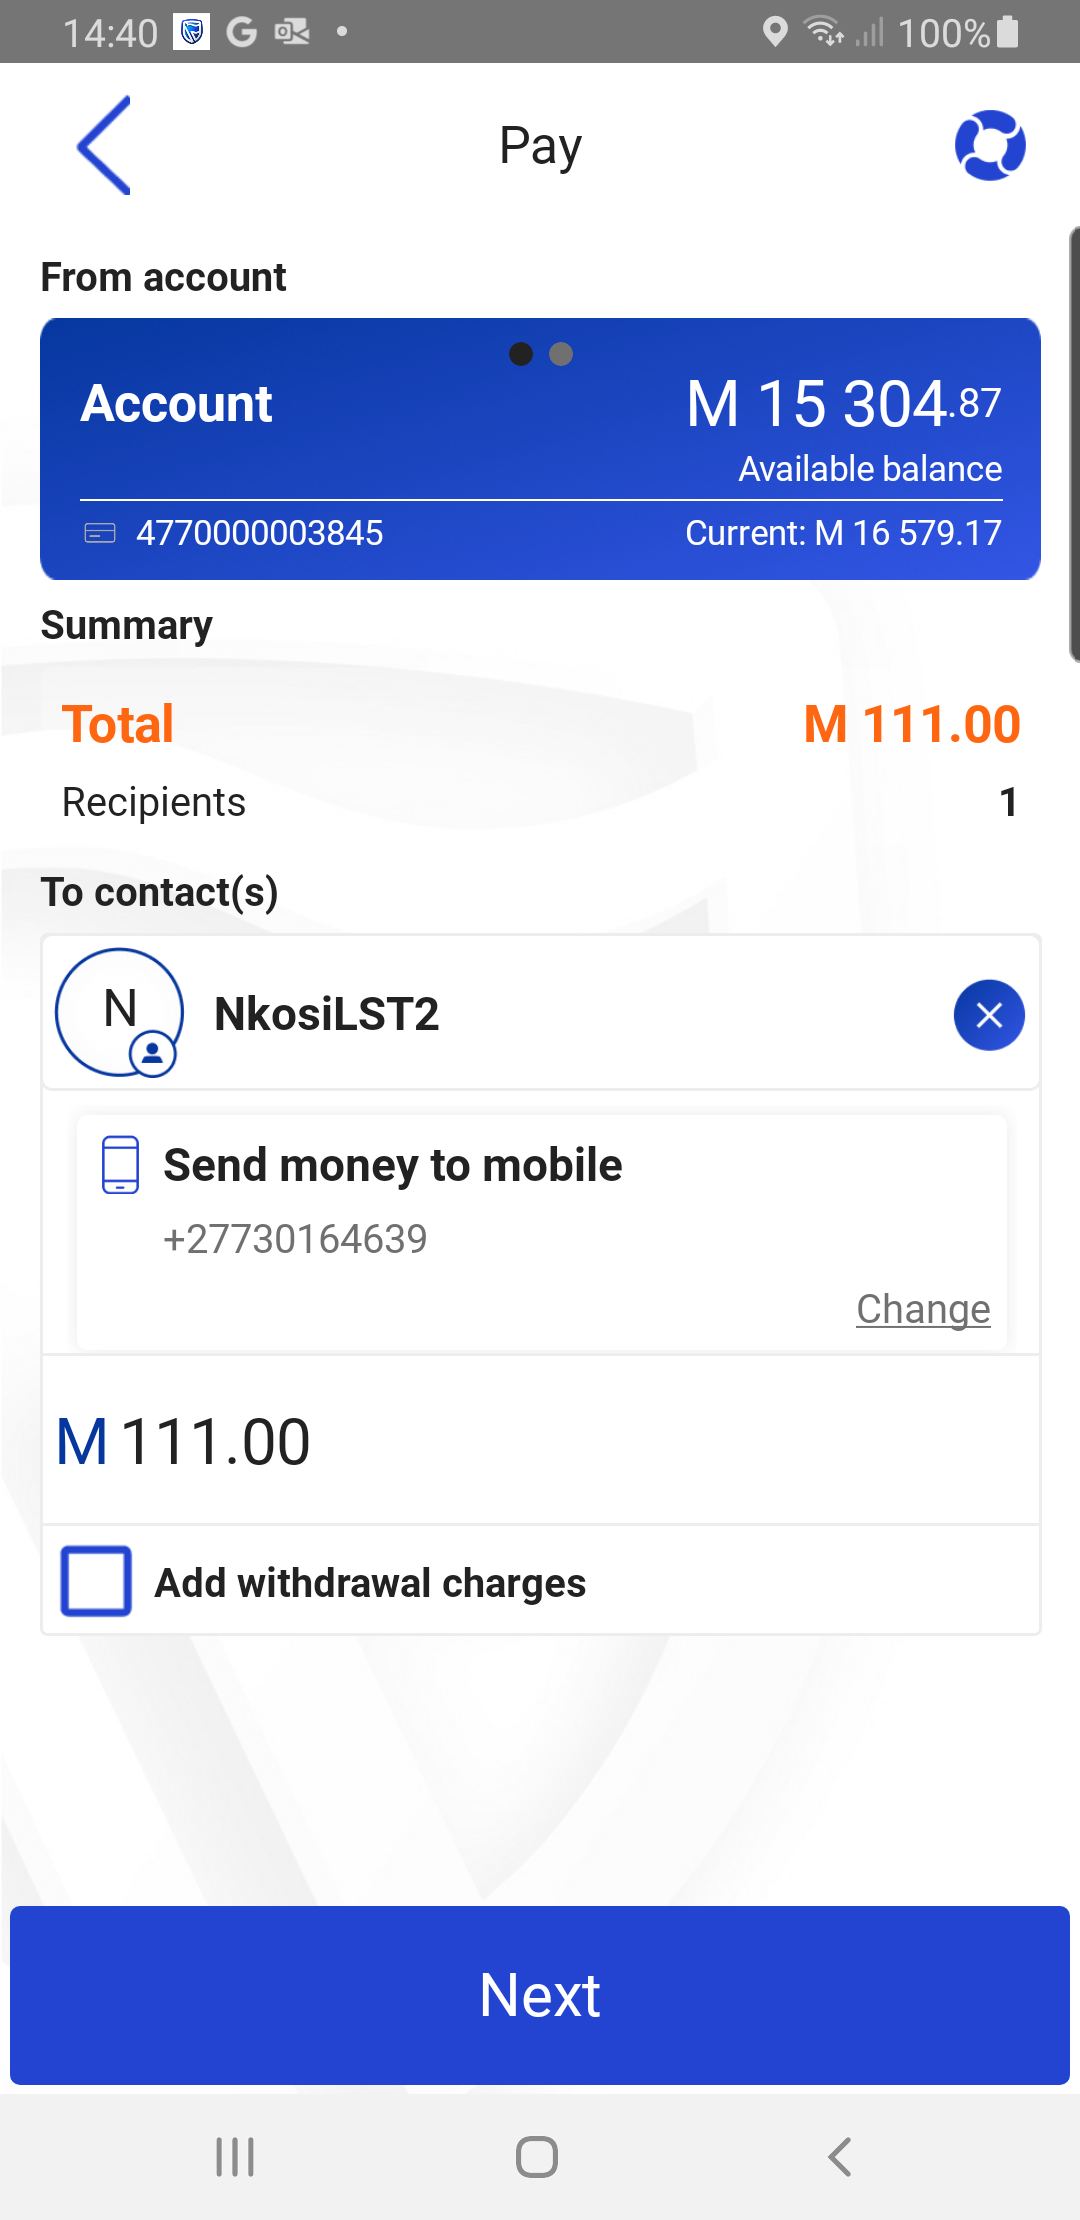 14:40
100%
Pay
From account
Account
M 15 304.87
Available balance
4770000003845
Current: M 16 579.17
Summary
Total
M 111.00
Recipients
1
To contact(s)
N
NkosiLST2
Send money to mobile
+27730164639
Change
M 111.00
Add withdrawal charges
Next